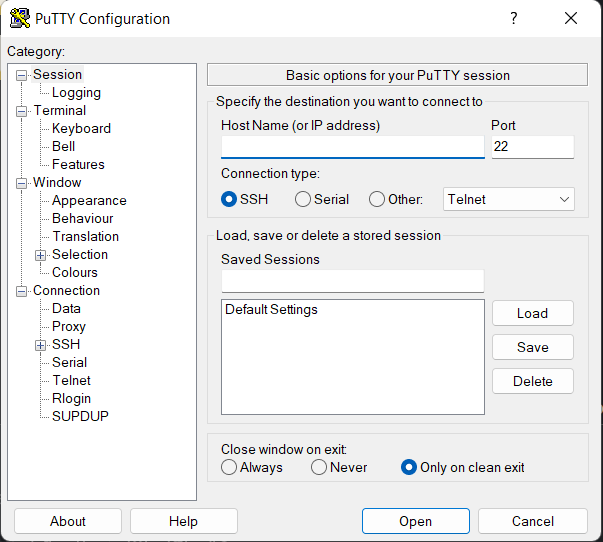 PuTTY Configuration
?
Category:
Session
Logging
Terminal
Keyboard
Bell
Features
Window
Appearance
Behaviour
Translation
Selection
Colours
Connection
Data
Proxy
SSH
Serial
Telnet
Rlogin
SUPDUP
Basic options for your PuTTY session
Specify the destination you want to connect to
Host Name (or IP address) Port
22
Connection type:
SSH Serial Other: Telnet
Load, save or delete a stored session
Saved Sessions
Default Settings
Load
Save
Delete
Close window on exit:
Always Never Only on clean exit
About Help Open Cancel